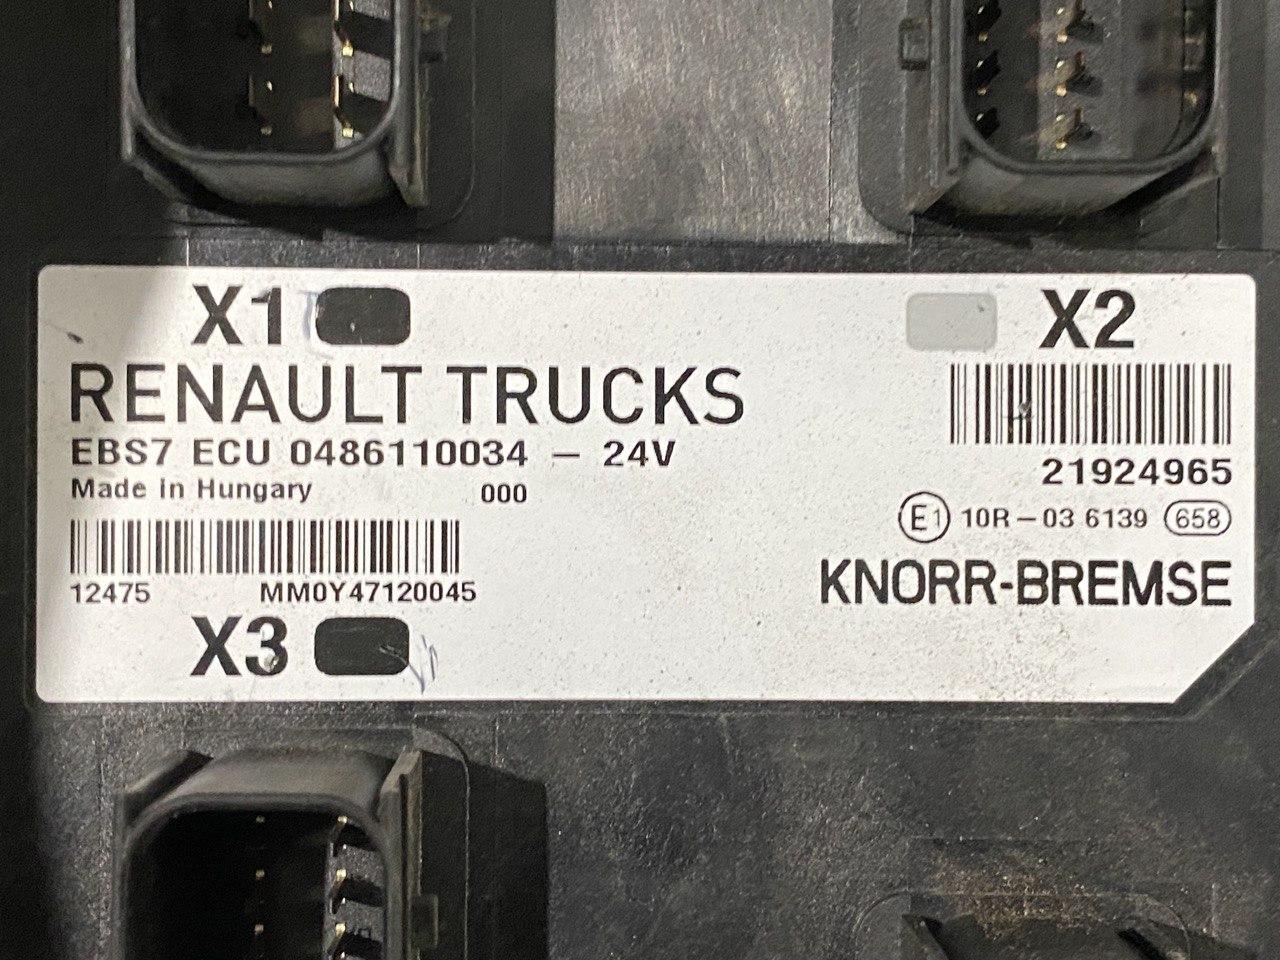 X1
X2
RENAULT TRUCKS
EBS7 ECU 0486110034 – 24V
Made in Hungary 000
12475 MM0Y47120045
X3
21924965
E1 10R – 03 6139 658
KNORR-BREMSE